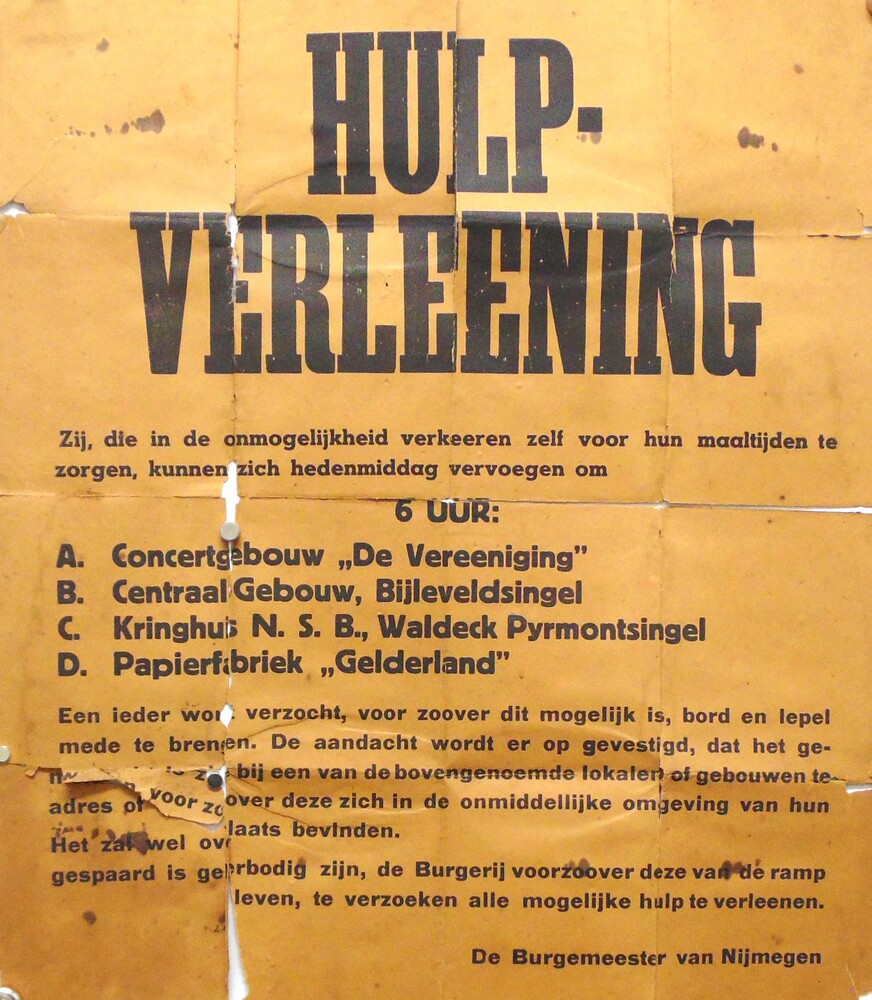 HULP-
VERLEENING
Zij, die in de onmogelijkheid verkeeren zelf voor hun maaltijden te
zorgen, kunnen zich hedenmiddag vervoegen om
6 UUR:
A. Concertgebouw „De Vereeniging”
B. Centraal Gebouw, Bijleveldsingel
C. Kringhuis N. S. B., Waldeck Pyrmontsingel
D. Papierfabriek „Gelderland”
Een ieder wordt verzocht, voor zoover dit mogelijk is, bord en lepel
mede te brengen. De aandacht wordt er op gevestigd, dat het ge-
bij een van de bovengenoemde lokalen of gebouwen te
adres of voor zoover deze zich in de onmiddellijke omgeving van hun
laats bevinden.
Het zal wel
gespaard is erbodig zijn, de Burgerij voorzoover deze van de ramp
leven, te verzoeken alle mogelijke hulp te verleenen.
De Burgemeester van Nijmegen